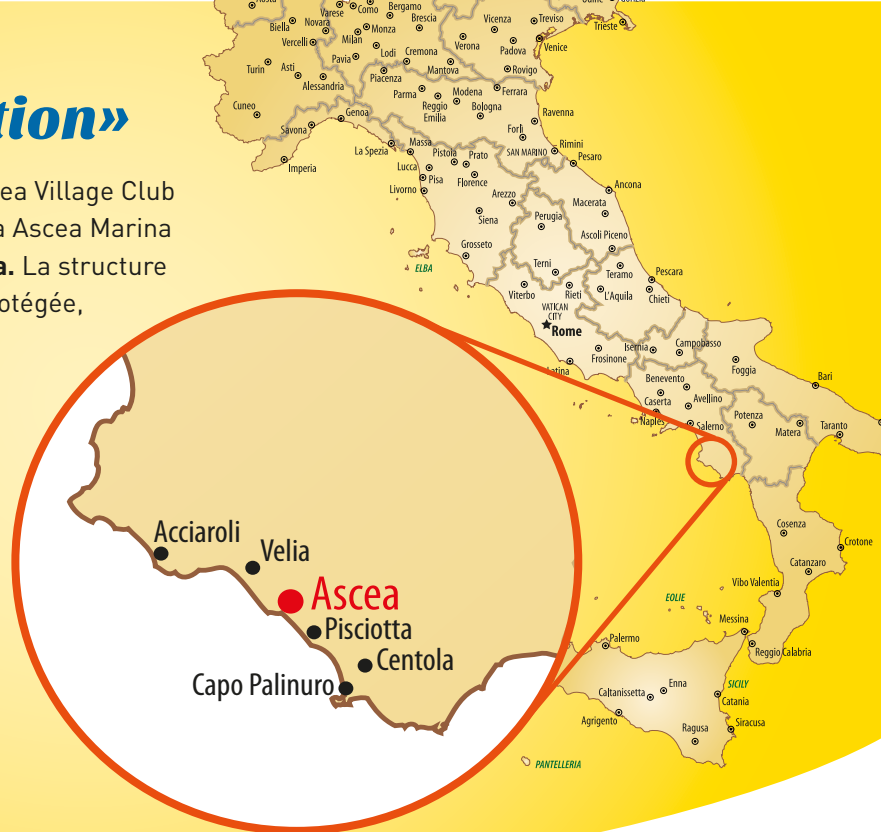 tion»
ea Village Club
a Ascea Marina
a. La structure
otégée,
Varese
Como
Bergamo
Biella
Novara
Monza
Brescia
Vicenza
Treviso
Trieste
Vercelli
Milan
Verona
Padova
Venice
Turin
Asti
Pavia
Lodi
Cremona
Mantova
Rovigo
Alessandria
Piacenza
Parma
Modena
Ferrara
Cuneo
Reggio
Emilia
Bologna
Ravenna
Genoa
Savona
Forlì
Imperia
La Spezia
Massa
Pistoia
Prato
SAN MARINO
Rimini
Pesaro
Lucca
Pisa
Florence
Livorno
Arezzo
Ancona
Macerata
Siena
Perugia
Ascoli Piceno
Grosseto
ELBA
Terni
Teramo
Pescara
Viterbo
Rieti
L'Aquila
Chieti
VATICAN
CITY
Rome
Isernia
Campobasso
Frosinone
Latina
Foggia
Bari
Benevento
Caserta
Avellino
Naples
Salerno
Potenza
Matera
Taranto
Acciaroli
Velia
Ascea
Pisciotta
Centola
Capo Palinuro
Cosenza
Crotone
Catanzaro
Vibo Valentia
EOLIE
Messina
Palermo
Reggio Calabria
Caltanissetta
Enna
SICILY
Catania
Agrigento
Siracusa
Ragusa
PANTELLERIA